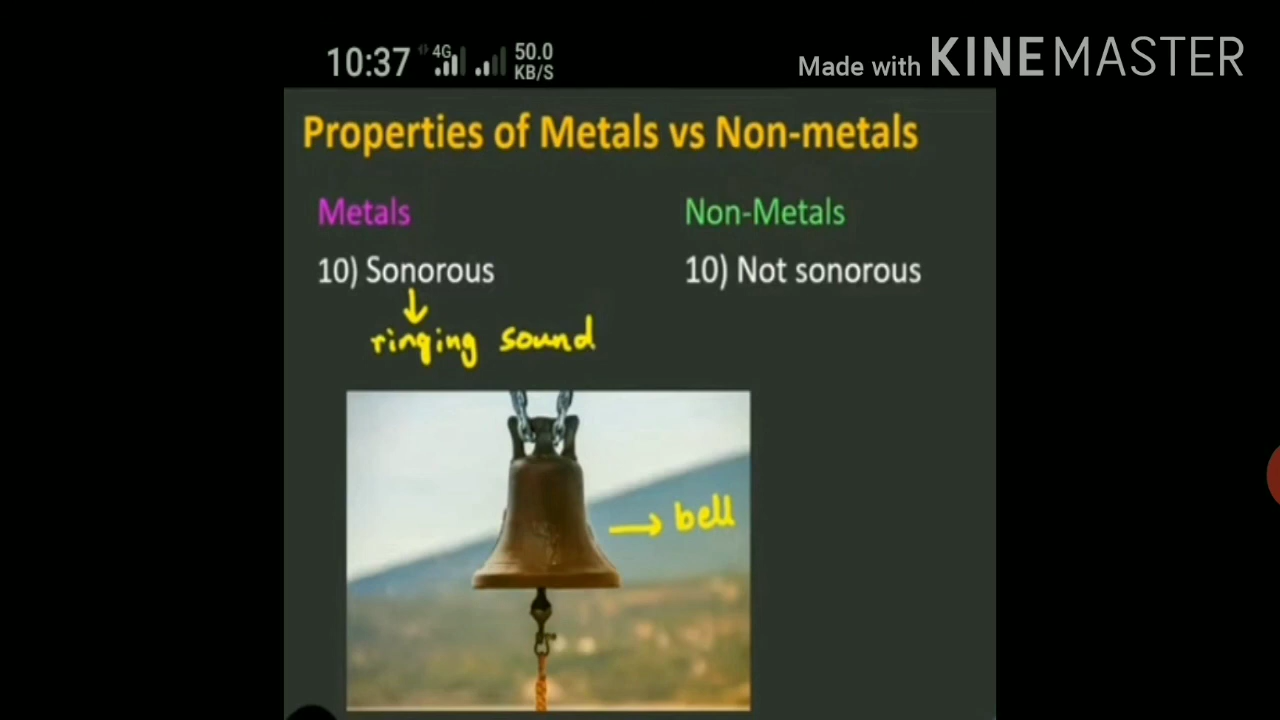 10:37 4G 50.0 KB/S
Made with KINEMASTER
Properties of Metals vs Non-metals
Metals
Non-Metals
10) Sonorous
10) Not sonorous
ringing sound
bell